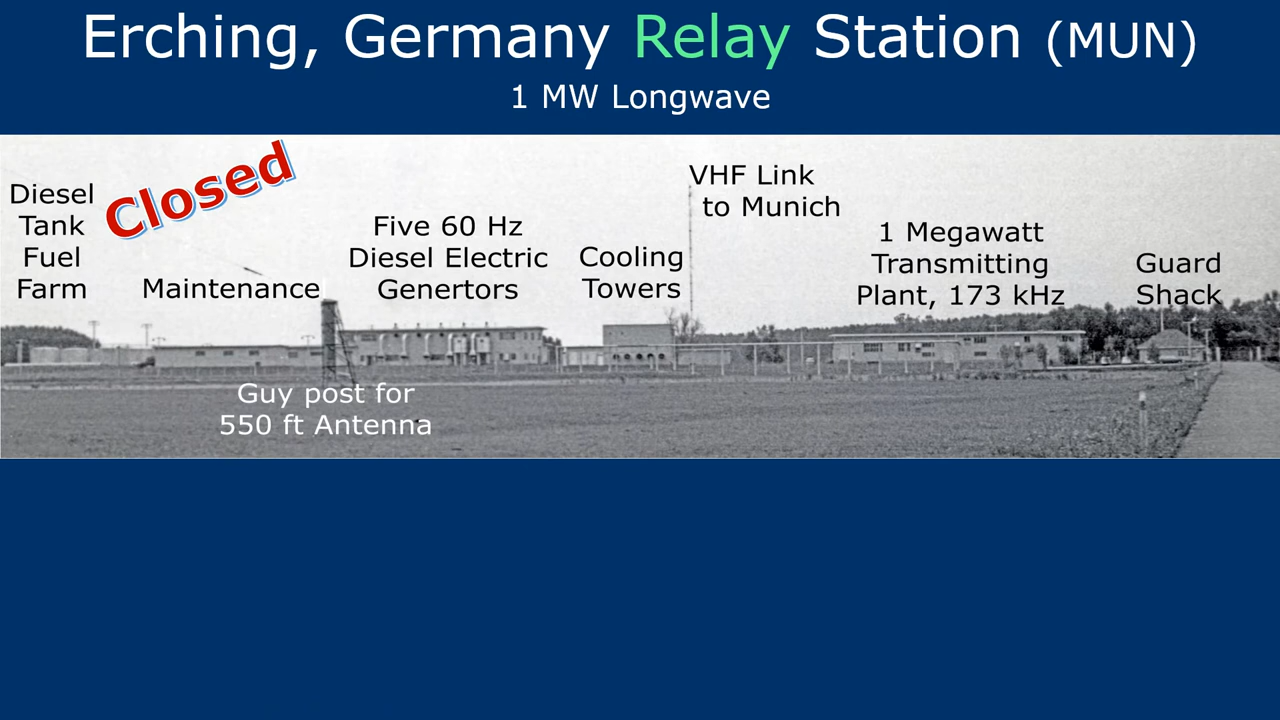 Erching, Germany Relay Station (MUN)
1 MW Longwave
Closed
Diesel
Tank
Fuel
Farm
Maintenance
Five 60 Hz
Diesel Electric
Genertors
Cooling
Towers
VHF Link
to Munich
1 Megawatt
Transmitting
Plant, 173 kHz
Guard
Shack
Guy post for
550 ft Antenna